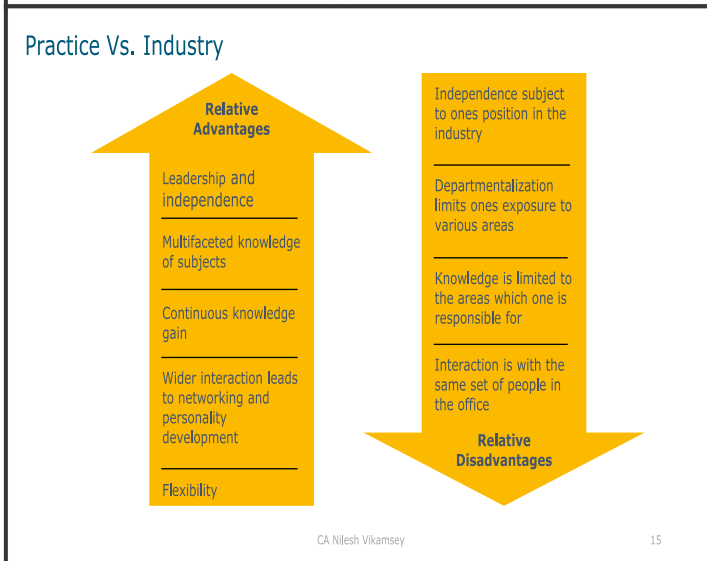 Practice Vs. Industry
Relative
Advantages
Leadership and
independence
Multifaceted knowledge
of subjects
Continuous knowledge
gain
Wider interaction leads
to networking and
personality
development
Flexibility
Independence subject
to ones position in the
industry
Departmentalization
limits ones exposure to
various areas
Knowledge is limited to
the areas which one is
responsible for
Interaction is with the
same set of people in
the office
Relative
Disadvantages
CA Nilesh Vikamsey
15